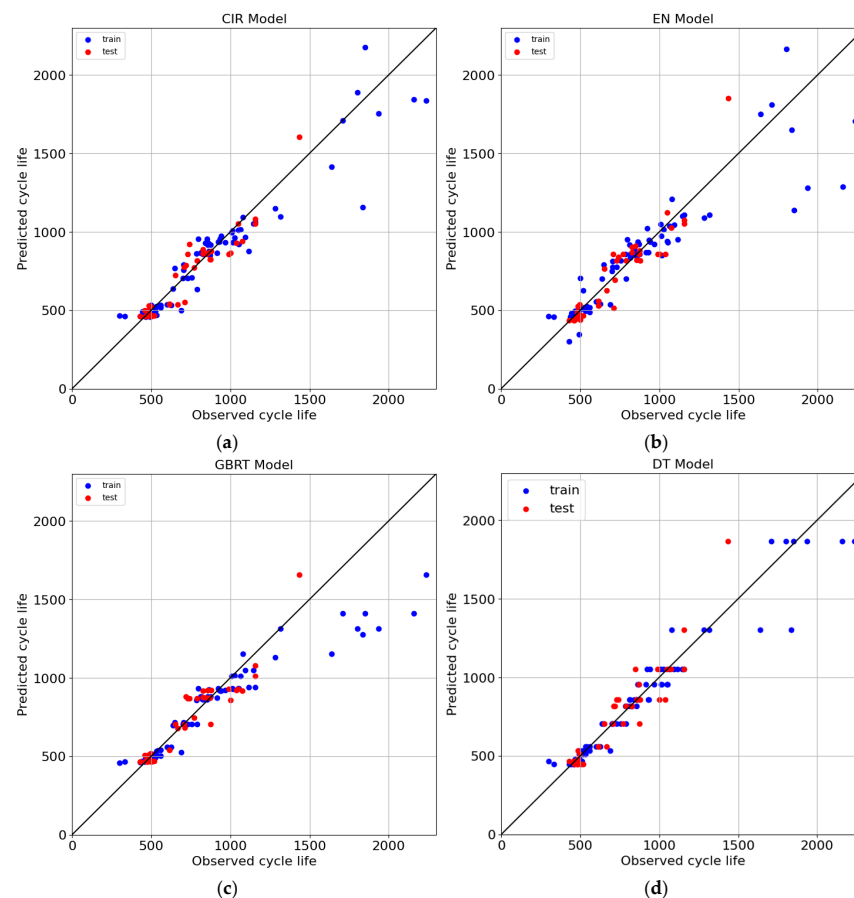 CIR Model
train
test
2000
1500
1000
500
0
Predicted cycle life
0 500 1000 1500 2000
Observed cycle life
(a)
EN Model
train
test
2000
1500
1000
500
0
Predicted cycle life
0 500 1000 1500 2000
Observed cycle life
(b)
GBRT Model
train
test
2000
1500
1000
500
0
Predicted cycle life
0 500 1000 1500 2000
Observed cycle life
(c)
DT Model
train
test
2000
1500
1000
500
0
Predicted cycle life
0 500 1000 1500 2000
Observed cycle life
(d)